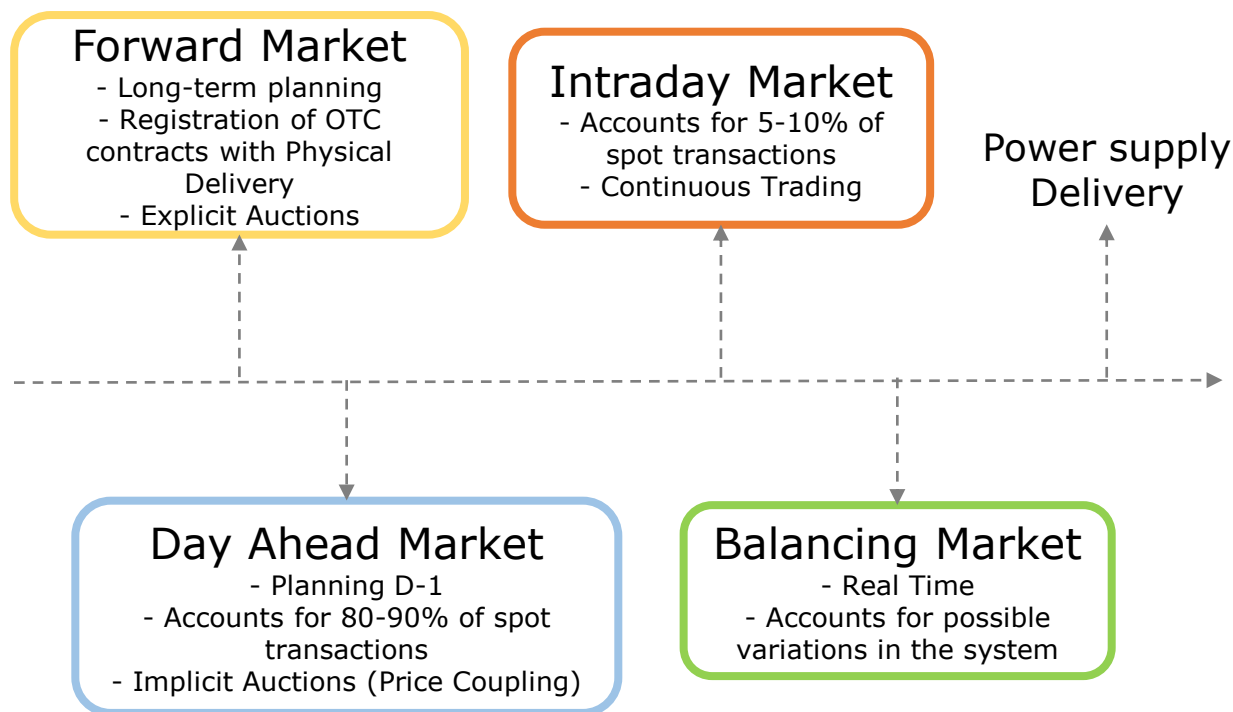 Forward Market
- Long-term planning
- Registration of OTC
contracts with Physical
Delivery
- Explicit Auctions
Intraday Market
- Accounts for 5-10% of
spot transactions
- Continuous Trading
Power supply
Delivery
Day Ahead Market
- Planning D-1
- Accounts for 80-90% of spot
transactions
- Implicit Auctions (Price Coupling)
Balancing Market
- Real Time
- Accounts for possible
variations in the system